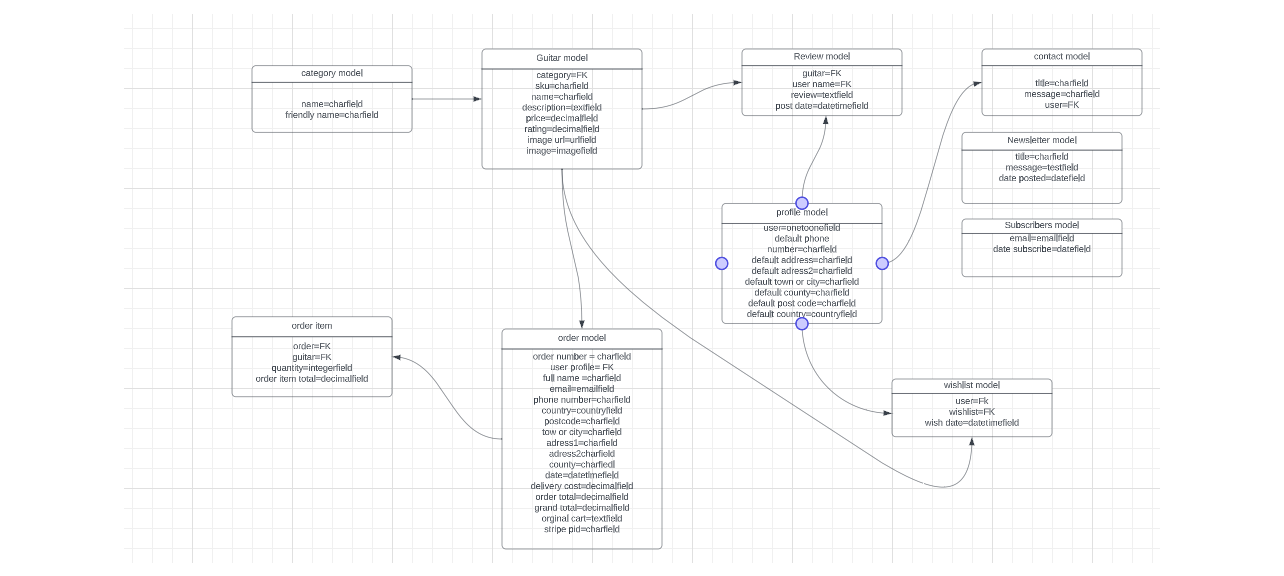 category model
name=charfield
friendly name=charfield
Guitar model
category=FK
sku=charfield
name=charfield
description=textfield
price=decimalfield
rating=decimalfield
image url=urlfield
image=imagefield
Review model
guitar=FK
user name=FK
review=textfield
post date=datetimefield
contact model
title=charfield
message=charfield
user=FK
Newsletter model
title=charfield
message=testfield
date posted=datefield
profile model
user=onetoonefield
default phone
number=charfield
default address=charfield
default adress2=charfield
default town or city=charfield
default county=charfield
default post code=charfield
default country=countryfield
Subscribers model
email=emailfield
date subscribe=datefield
order item
order=FK
guitar=FK
quantity=integerfield
order item total=decimalfield
order model
order number = charfield
user profile= FK
full name =charfield
email=emailfield
phone number=charfield
country=countryfield
postcode=charfield
tow or city=charfield
adress1=charfield
adress2charfield
county=charfiedl
date=datetimefield
delivery cost=decimalfield
order total=decimalfield
grand total=decimalfield
orginal cart=textfield
stripe pid=charfield
wishlist model
user=Fk
wishlist=FK
wish date=datetimefield